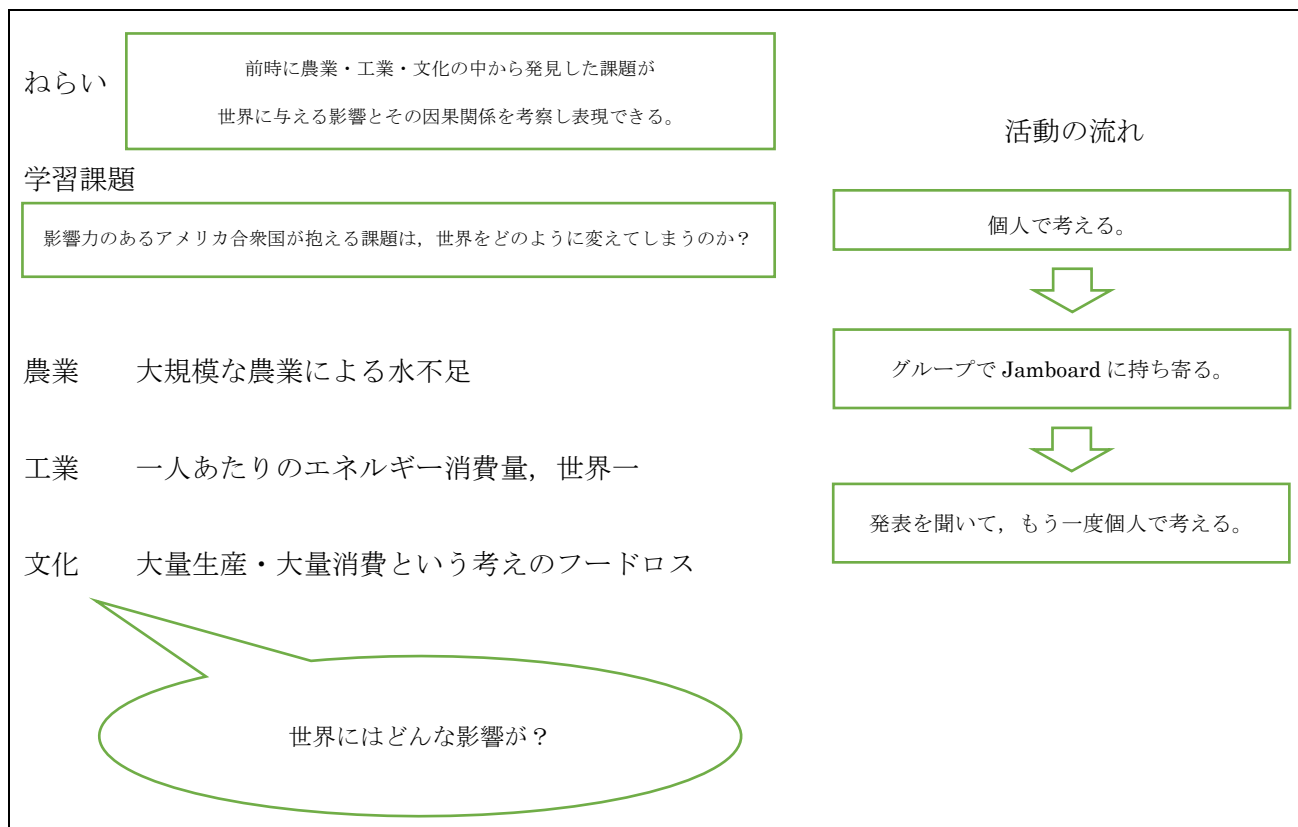 ねらい
前時に農業・工業・文化の中から発見した課題が
世界に与える影響とその因果関係を考察し表現できる。
学習課題
影響力のあるアメリカ合衆国が抱える課題は，世界をどのように変えてしまうのか？
農業　大規模な農業による水不足
工業　一人あたりのエネルギー消費量，世界一
文化　大量生産・大量消費という考えのフードロス
世界にはどんな影響が？
活動の流れ
個人で考える。
グループで Jamboard に持ち寄る。
発表を聞いて，もう一度個人で考える。